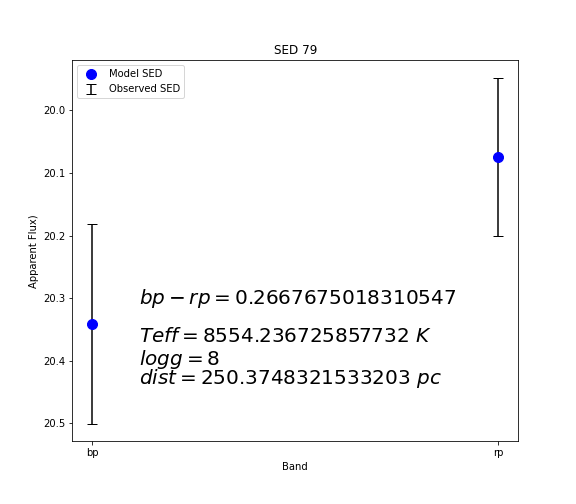 SED 79
Model SED
Observed SED
20.0
20.1
20.2
20.3
20.4
20.5
Apparent Flux)
bp − rp = 0.2667675018310547
Teff = 8554.236725857732 K
logg = 8
dist = 250.3748321533203 pc
bp
rp
Band